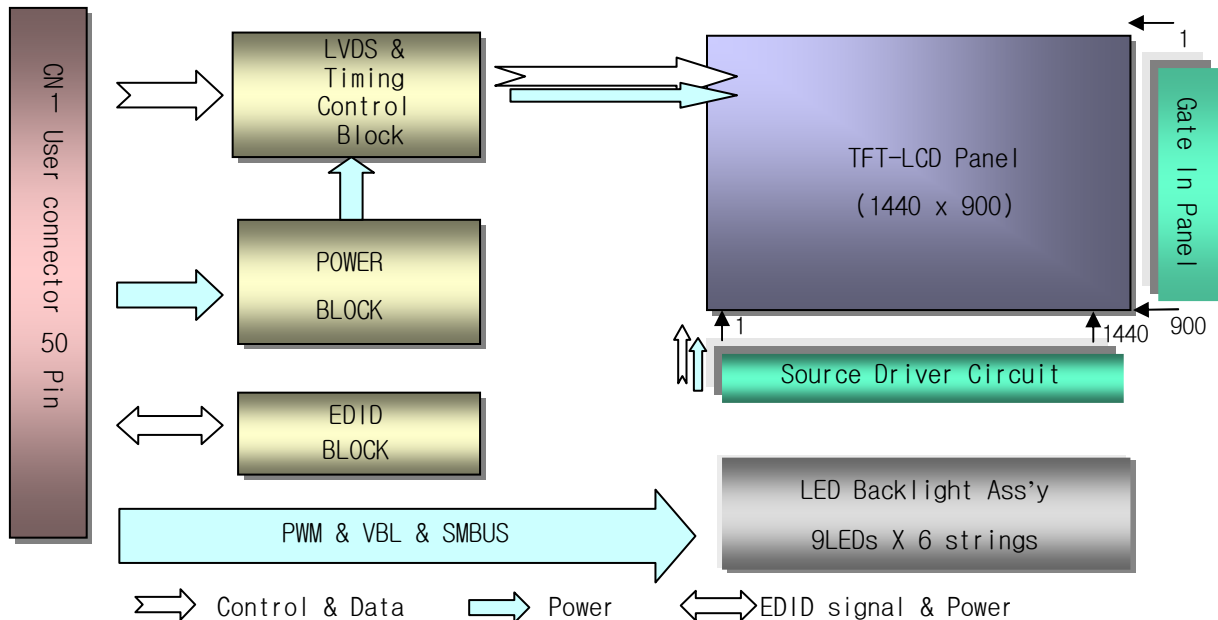 CN1 User connector 50 Pin
LVDS &
Timing
Control
Block
POWER
BLOCK
EDID
BLOCK
PWM & VBL & SMBUS
TFT-LCD Panel
(1440 x 900)
1
Gate In Panel
1
1440
900
Source Driver Circuit
LED Backlight Ass’y
9LEDs X 6 strings
Control & Data
Power
EDID signal & Power